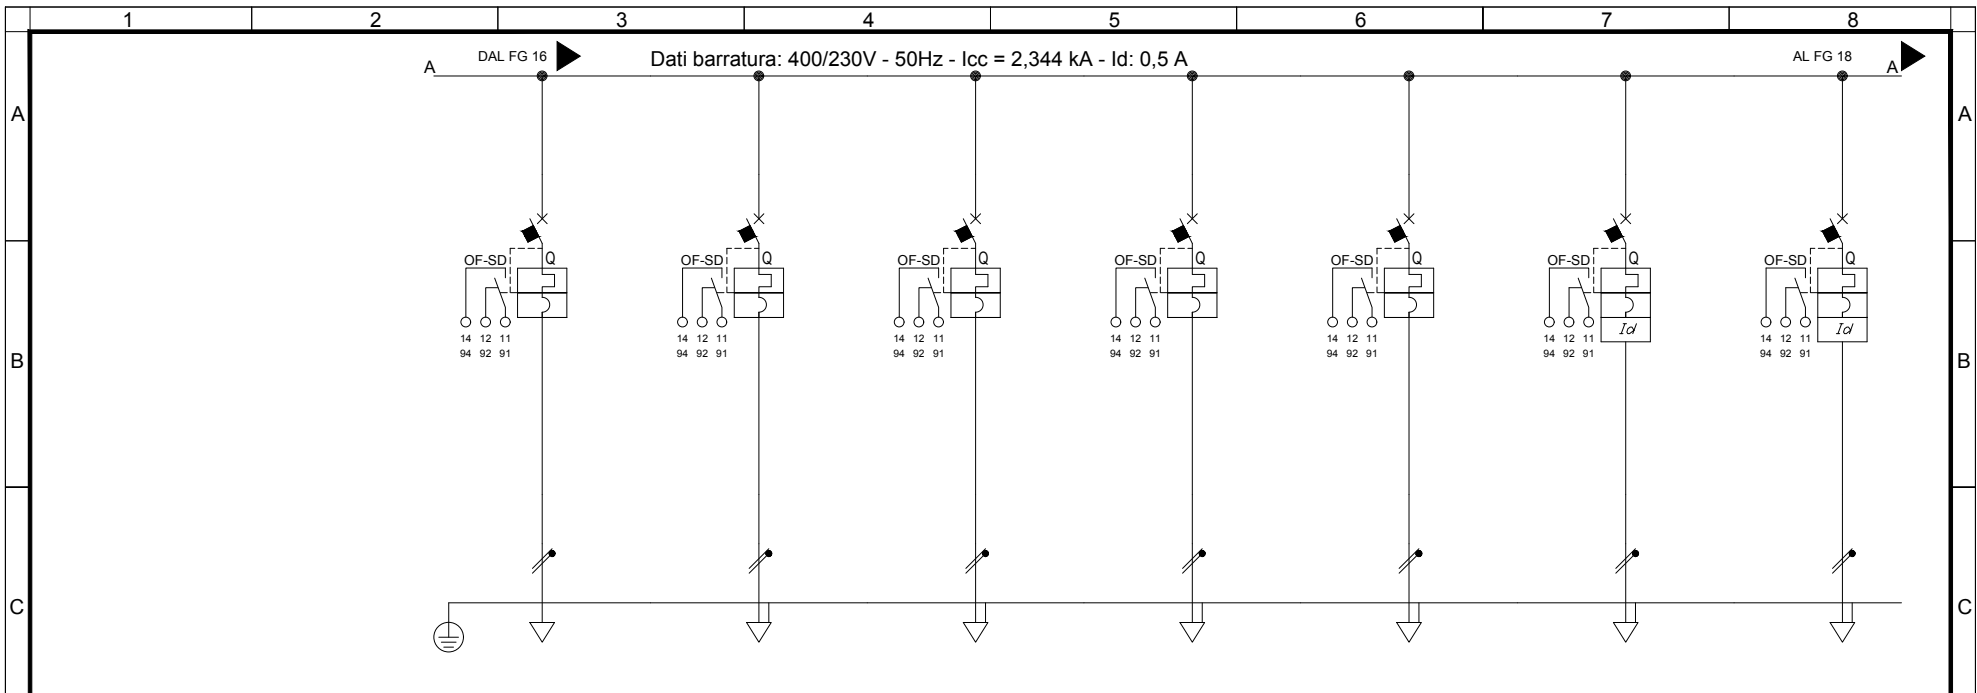 1 2 3 4 5 6 7 8
DAL FG 16 Dati barratura: 400/230V - 50Hz - Icc = 2,344 kA - Id: 0,5 A AL FG 18
A A
A A
OF-SD Q OF-SD Q OF-SD Q OF-SD Q OF-SD Q OF-SD Q OF-SD Q
Id Id
14 12 11 14 12 11 14 12 11 14 12 11 14 12 11 14 12 11 14 12 11
94 92 91 94 92 91 94 92 91 94 92 91 94 92 91 94 92 91 94 92 91
B B
C C